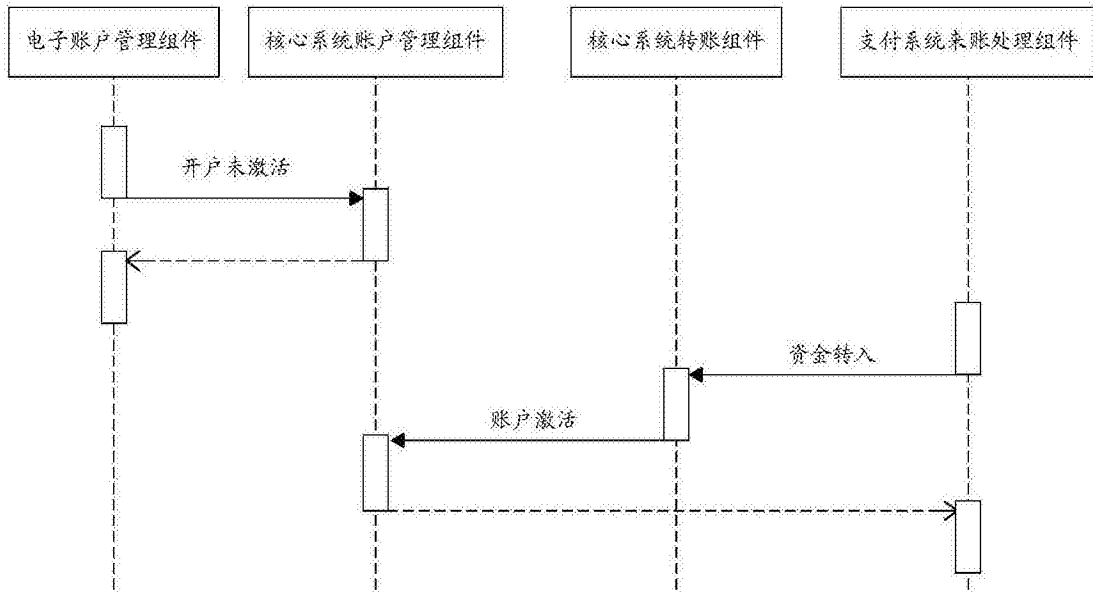 电子账户管理组件
核心系统账户管理组件
核心系统转账组件
支付系统来账处理组件
开户未激活
资金转入
账户激活